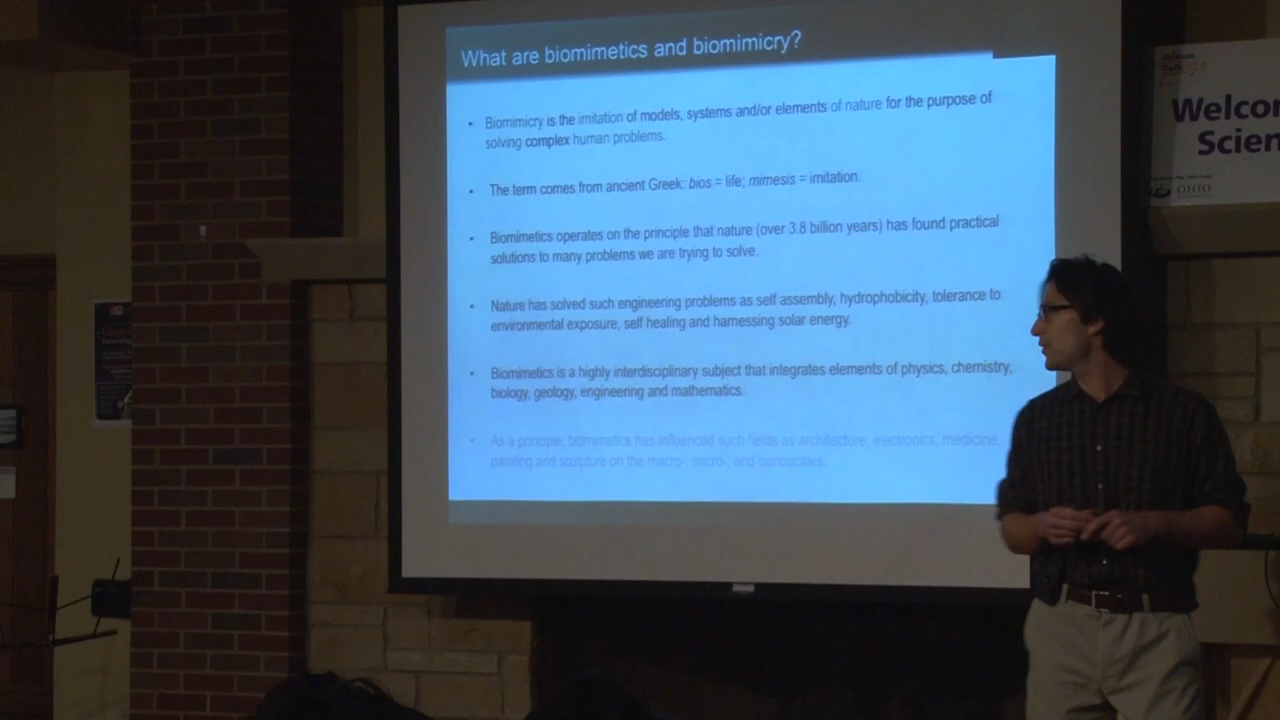 What are biomimetics and biomimicry?
• Biomimicry is the imitation of models, systems and/or elements of nature for the purpose of
solving complex human problems.
• The term comes from ancient Greek: bios = life; mimesis = imitation.
• Biomimetics operates on the principle that nature (over 3.8 billion years) has found practical
solutions to many problems we are trying to solve.
• Nature has solved such engineering problems as self assembly, hydrophobicity, tolerance to
environmental exposure, self healing and harnessing solar energy.
• Biomimetics is a highly interdisciplinary subject that integrates elements of physics, chemistry,
biology, geology, engineering and mathematics.
• As a principle, biomimetics has influenced such fields as architecture, electronics, medicine,
painting and sculpture on the macro-, micro-, and nanoscales.
Welco
Scien
OHIO